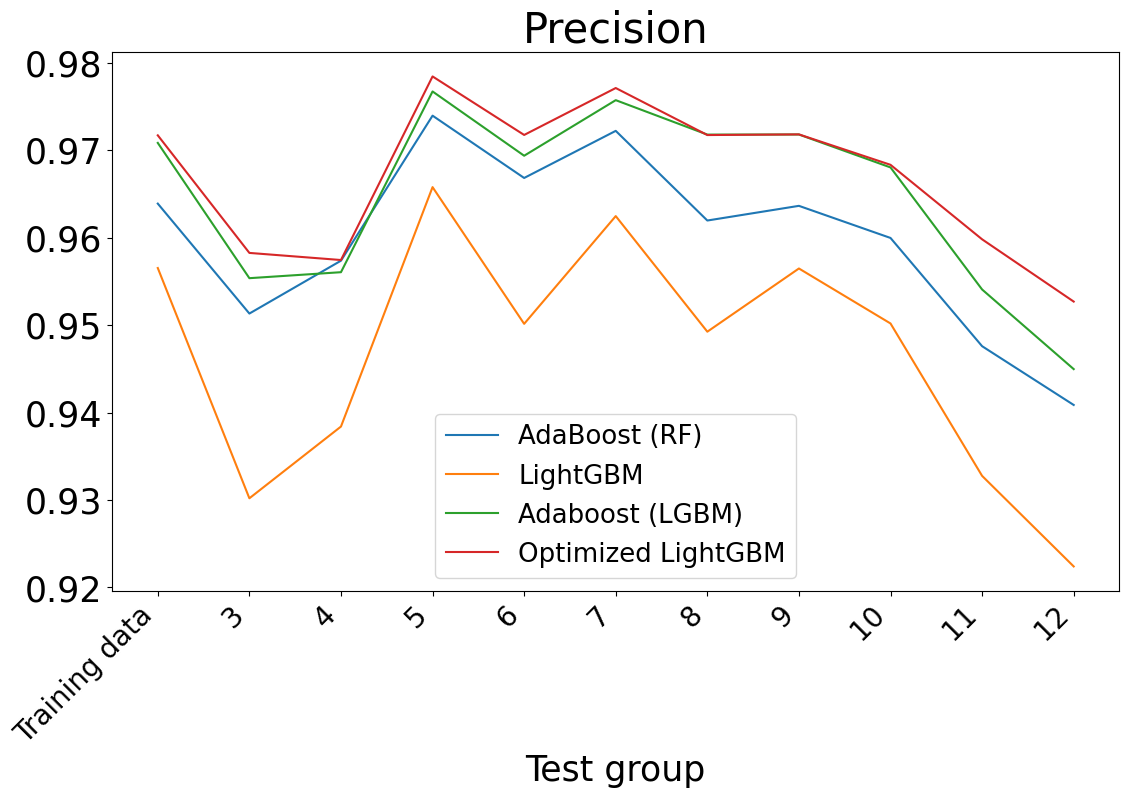 Precision
0.98
0.97
0.96
0.95
0.94
0.93
0.92
AdaBoost (RF)
LightGBM
Adaboost (LGBM)
Optimized LightGBM
Training data 3 4 5 6 7 8 9 10 11 12
Test group